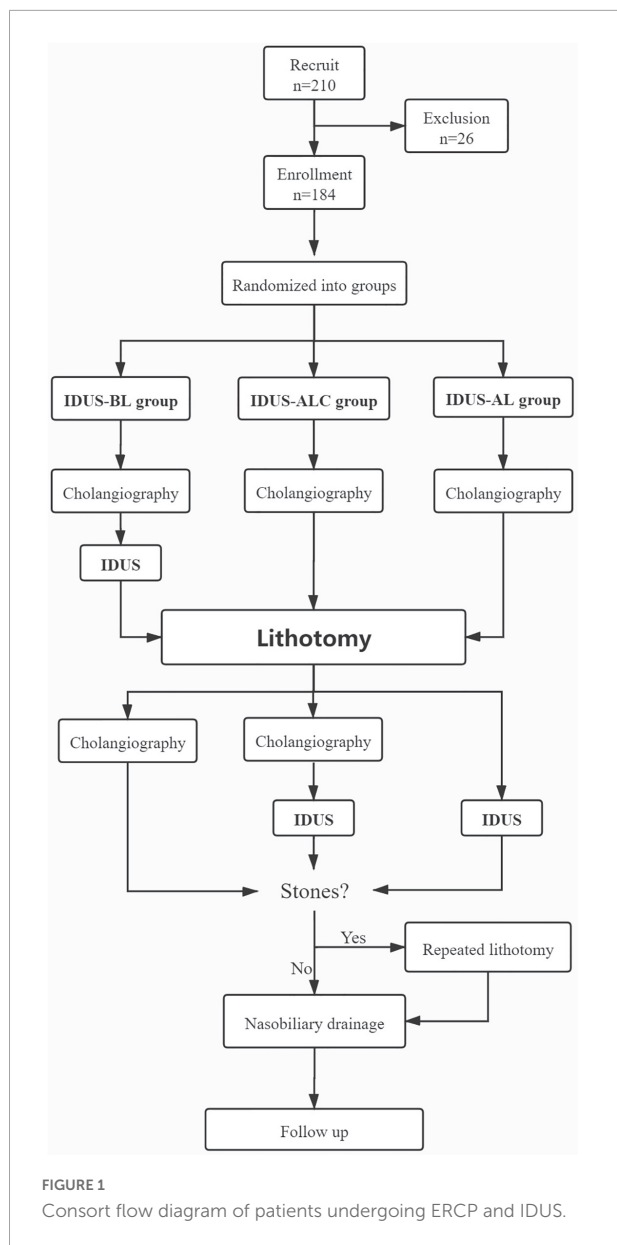 Recruit
n=210
Exclusion
n=26
Enrollment
n=184
Randomized into groups
IDUS-BL group
IDUS-ALC group
IDUS-AL group
Cholangiography
Cholangiography
Cholangiography
IDUS
Lithotomy
Cholangiography
Cholangiography
IDUS
IDUS
Stones?
Yes
Repeated lithotomy
No
Nasobiliary drainage
Follow up
FIGURE 1
Consort flow diagram of patients undergoing ERCP and IDUS.